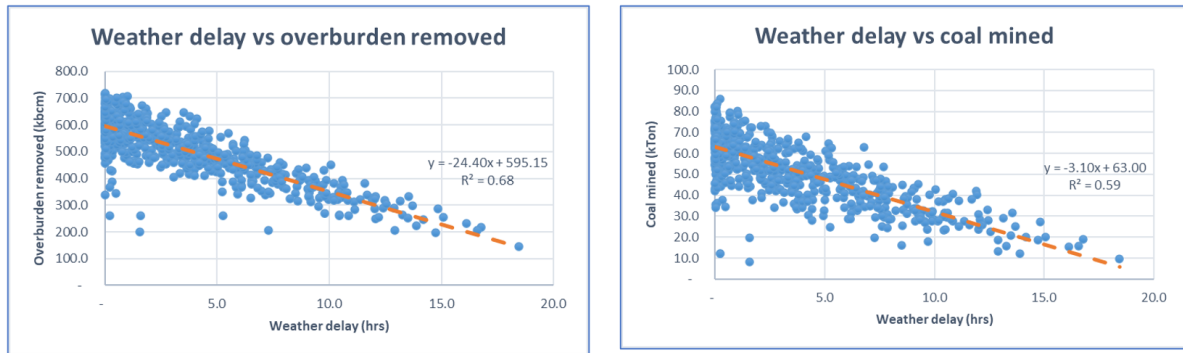 Weather delay vs overburden removed
800.0
700.0
600.0
500.0
400.0
300.0
200.0
100.0
-
Overburden removed (kbcm)
y = -24.40x + 595.15
R² = 0.68
- 5.0 10.0 15.0 20.0
Weather delay (hrs)
Weather delay vs coal mined
100.0
90.0
80.0
70.0
60.0
50.0
40.0
30.0
20.0
10.0
-
Coal mined (kTon)
y = -3.10x + 63.00
R² = 0.59
- 5.0 10.0 15.0 20.0
Weather delay (hrs)